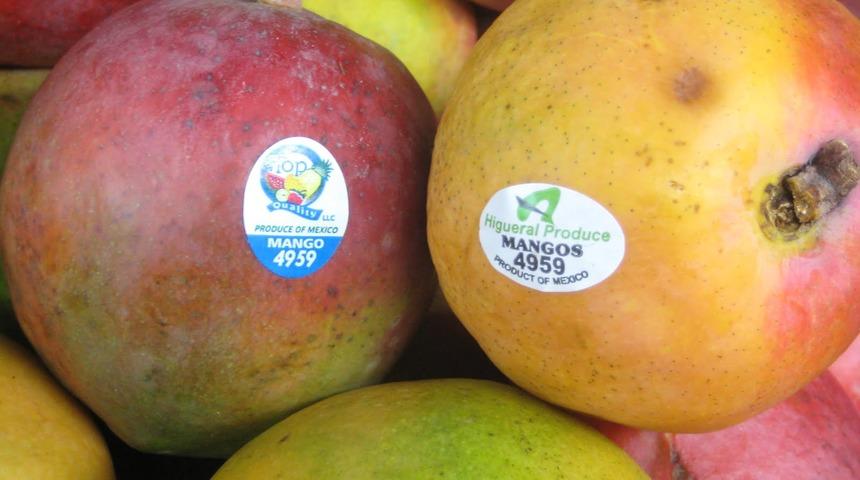 Top
Quality LLC
PRODUCE OF MEXICO
MANGO
4959
Higueral Produce
MANGOS
4959
PRODUCT OF MEXICO